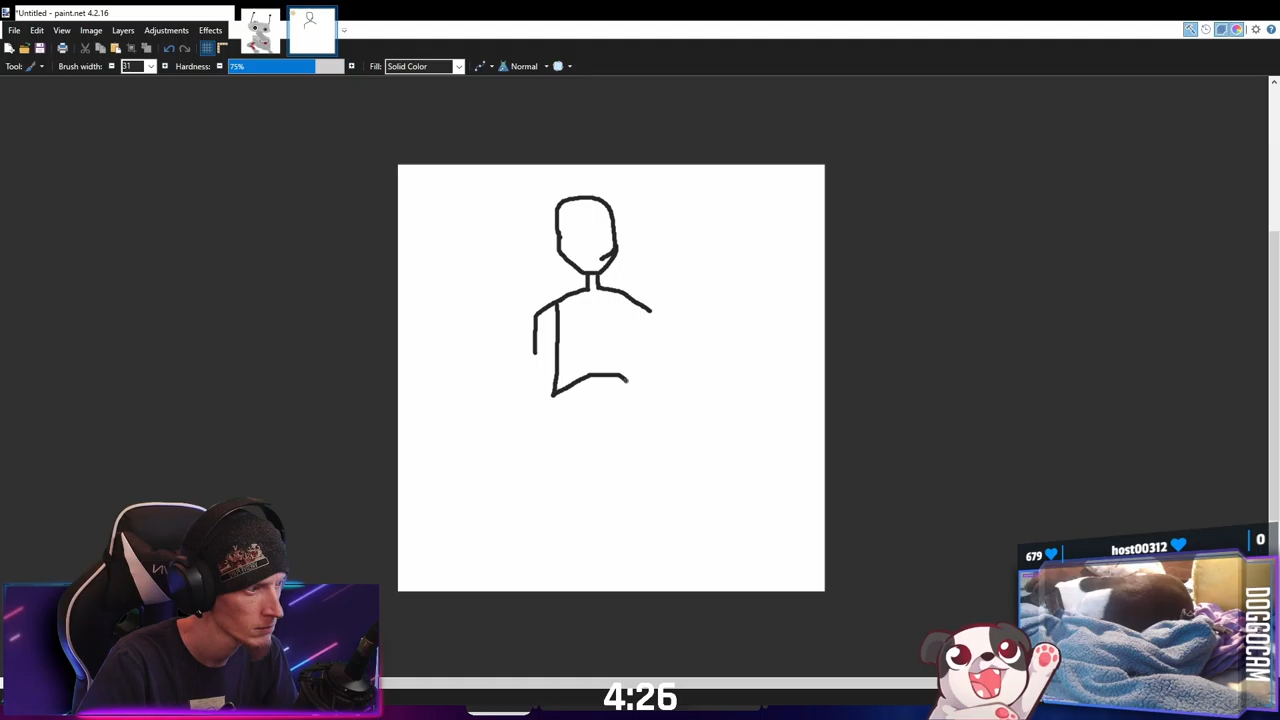 *Untitled - paint.net 4.2.16
File Edit View Image Layers Adjustments Effects
Tool: Brush width: 31 Hardness: 75% Fill: Solid Color Normal
679 host00312 0
DOGGOCAM
4:26